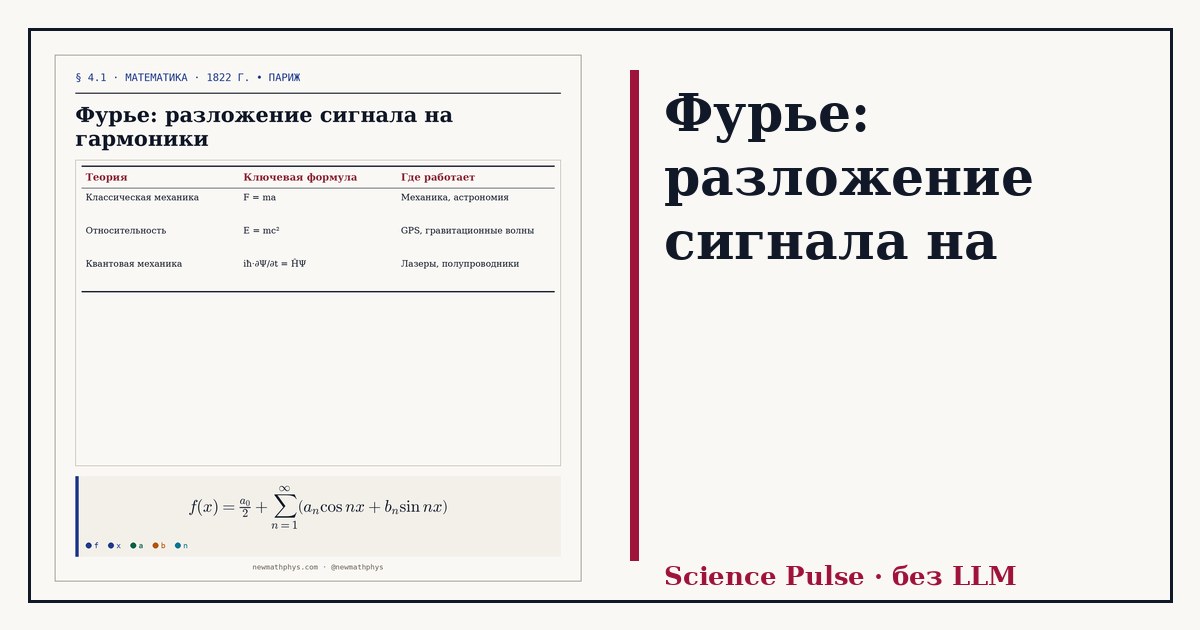 § 4.1 · МАТЕМАТИКА · 1822 Г. • ПАРИЖ
Фурье: разложение сигнала на
гармоники
Теория Ключевая формула Где работает
Классическая механика F = ma Механика, астрономия
Относительность E = mc² GPS, гравитационные волны
Квантовая механика iħ·∂Ψ/∂t = ĤΨ Лазеры, полупроводники
f(x) = a₀/2 + ∑_{n=1}^{∞} (aₙ cos nx + bₙ sin nx)
f x a b n
newmathphys.com · @newmathphys
Фурье:
разложение
сигнала на
Science Pulse · без LLM